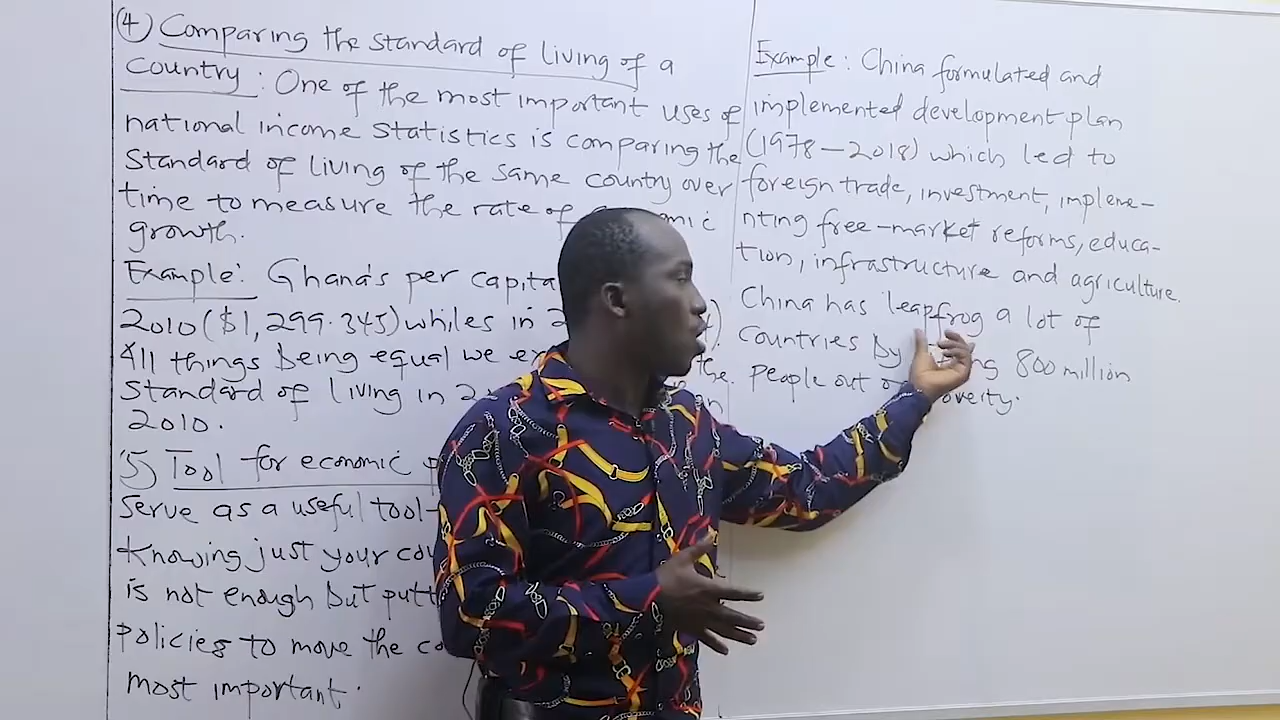 (4) Comparing the standard of living of a
Country: One of the most important uses of
national income statistics is comparing the
Standard of living of the same country over
time to measure the rate of
growth.
Example: Ghana's per capita
2010 ($1,299.345) whiles in 2
All things being equal we the
Standard of living in 2
2010.
(5) Tool for economic
Serve as a useful tool
Knowing just your
is not enough but
policies to move the
most important.
Example: China formulated and
implemented development plan
(1978-2018) which led to
foreign trade, investment, impleme-
nting free-market reforms, educa-
tion, infrastructure and agriculture.
China has leapfrog a lot of
Countries by 800 million
people out poverty.